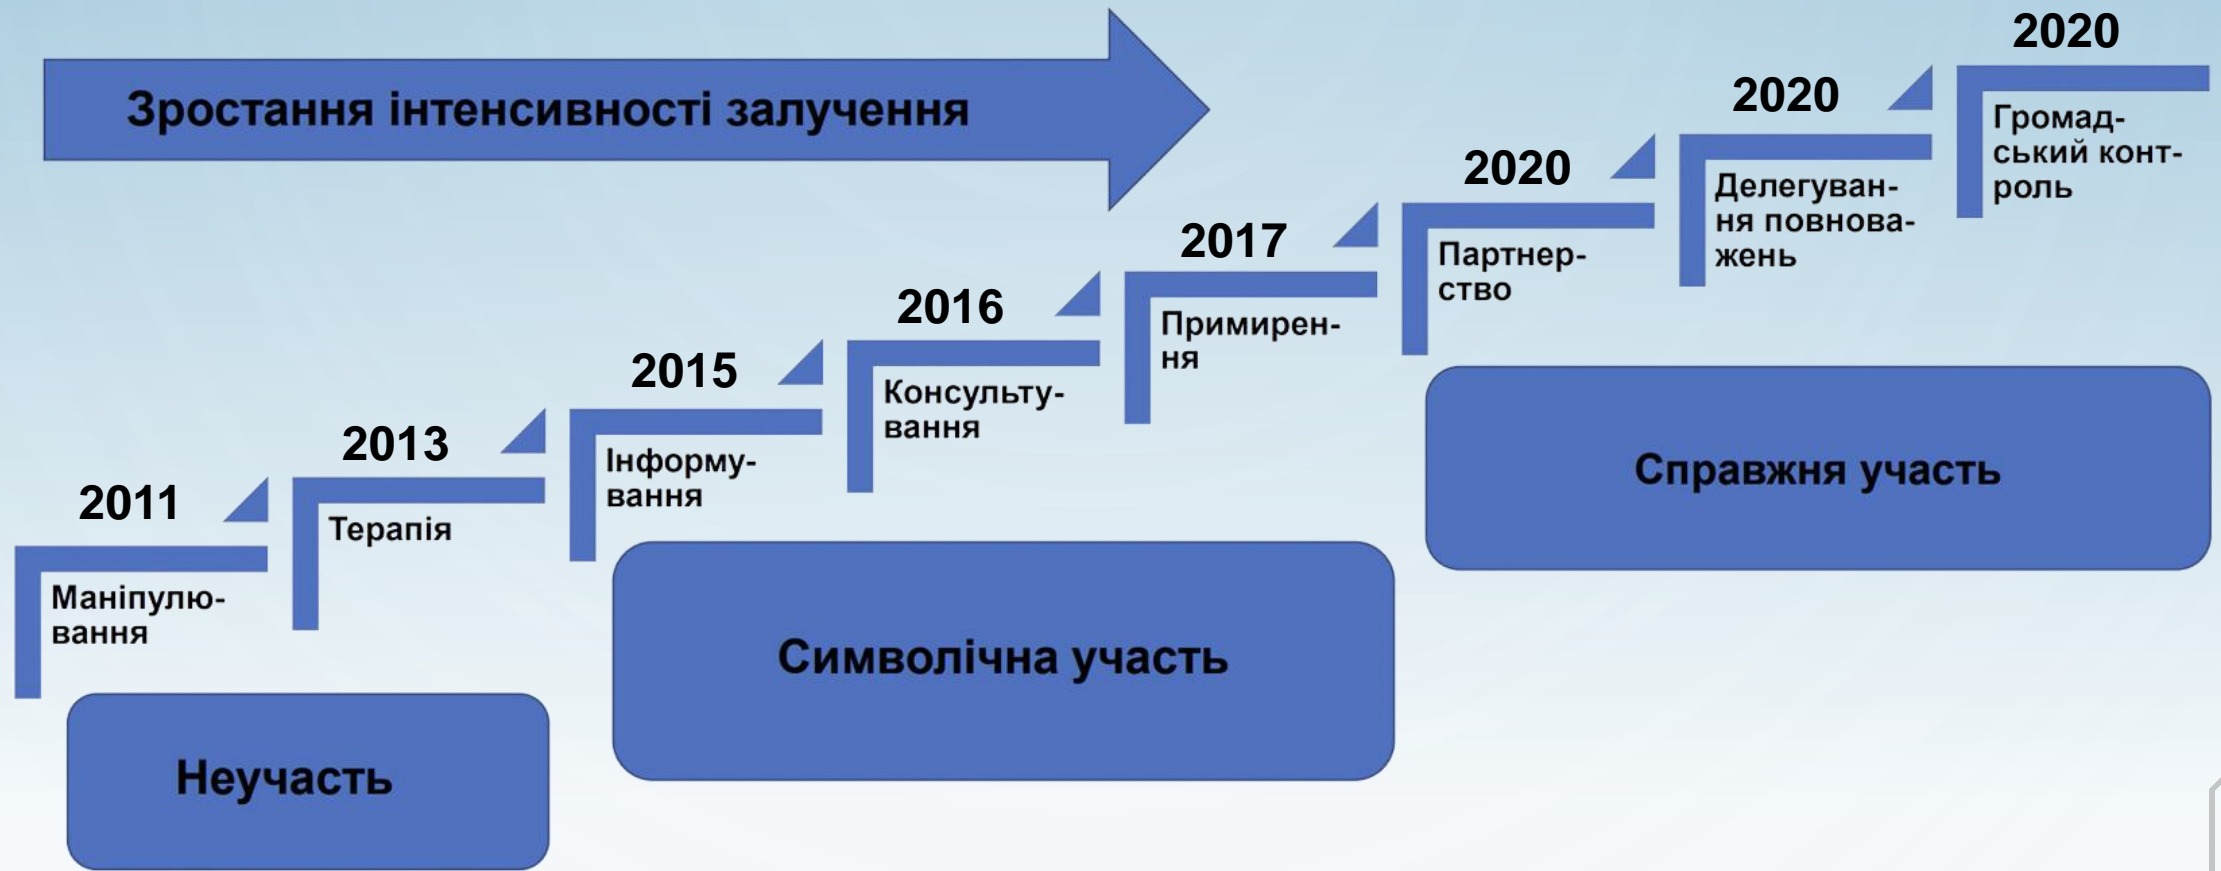 Зростання інтенсивності залучення
2011
Маніпулю-
вання
2013
Терапія
2015
Інформу-
вання
2016
Консульту-
вання
2017
Примирен-
ня
2020
Партнер-
ство
2020
Делегуван-
ня повнова-
жень
2020
Громад-
ський конт-
роль
Неучасть
Символічна участь
Справжня участь